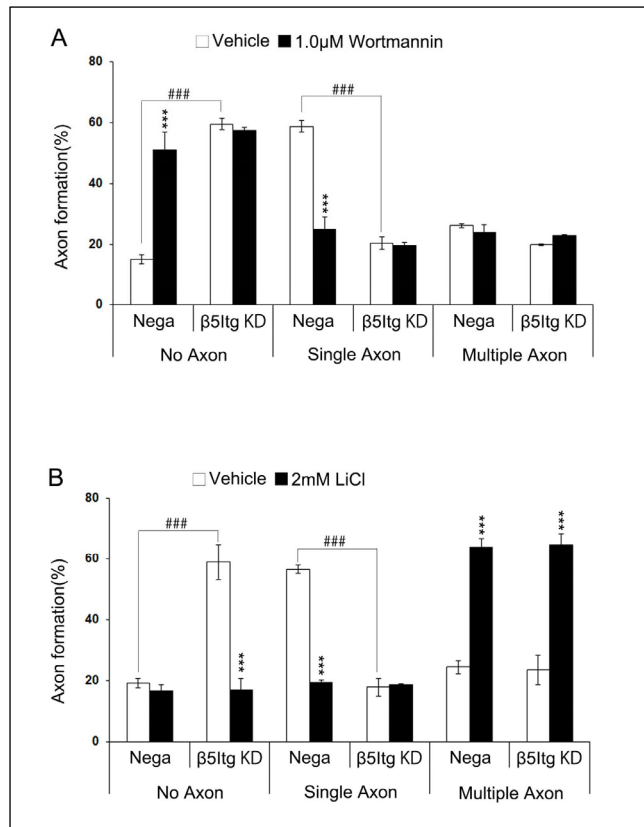 A
Vehicle 1.0µM Wortmannin
Axon formation(%)
80
60
40
20
0
###
***
###
***
Nega β5Itg KD Nega β5Itg KD Nega β5Itg KD
No Axon Single Axon Multiple Axon
B
Vehicle 2mM LiCl
Axon formation(%)
80
60
40
20
0
###
***
###
***
***
***
Nega β5Itg KD Nega β5Itg KD Nega β5Itg KD
No Axon Single Axon Multiple Axon